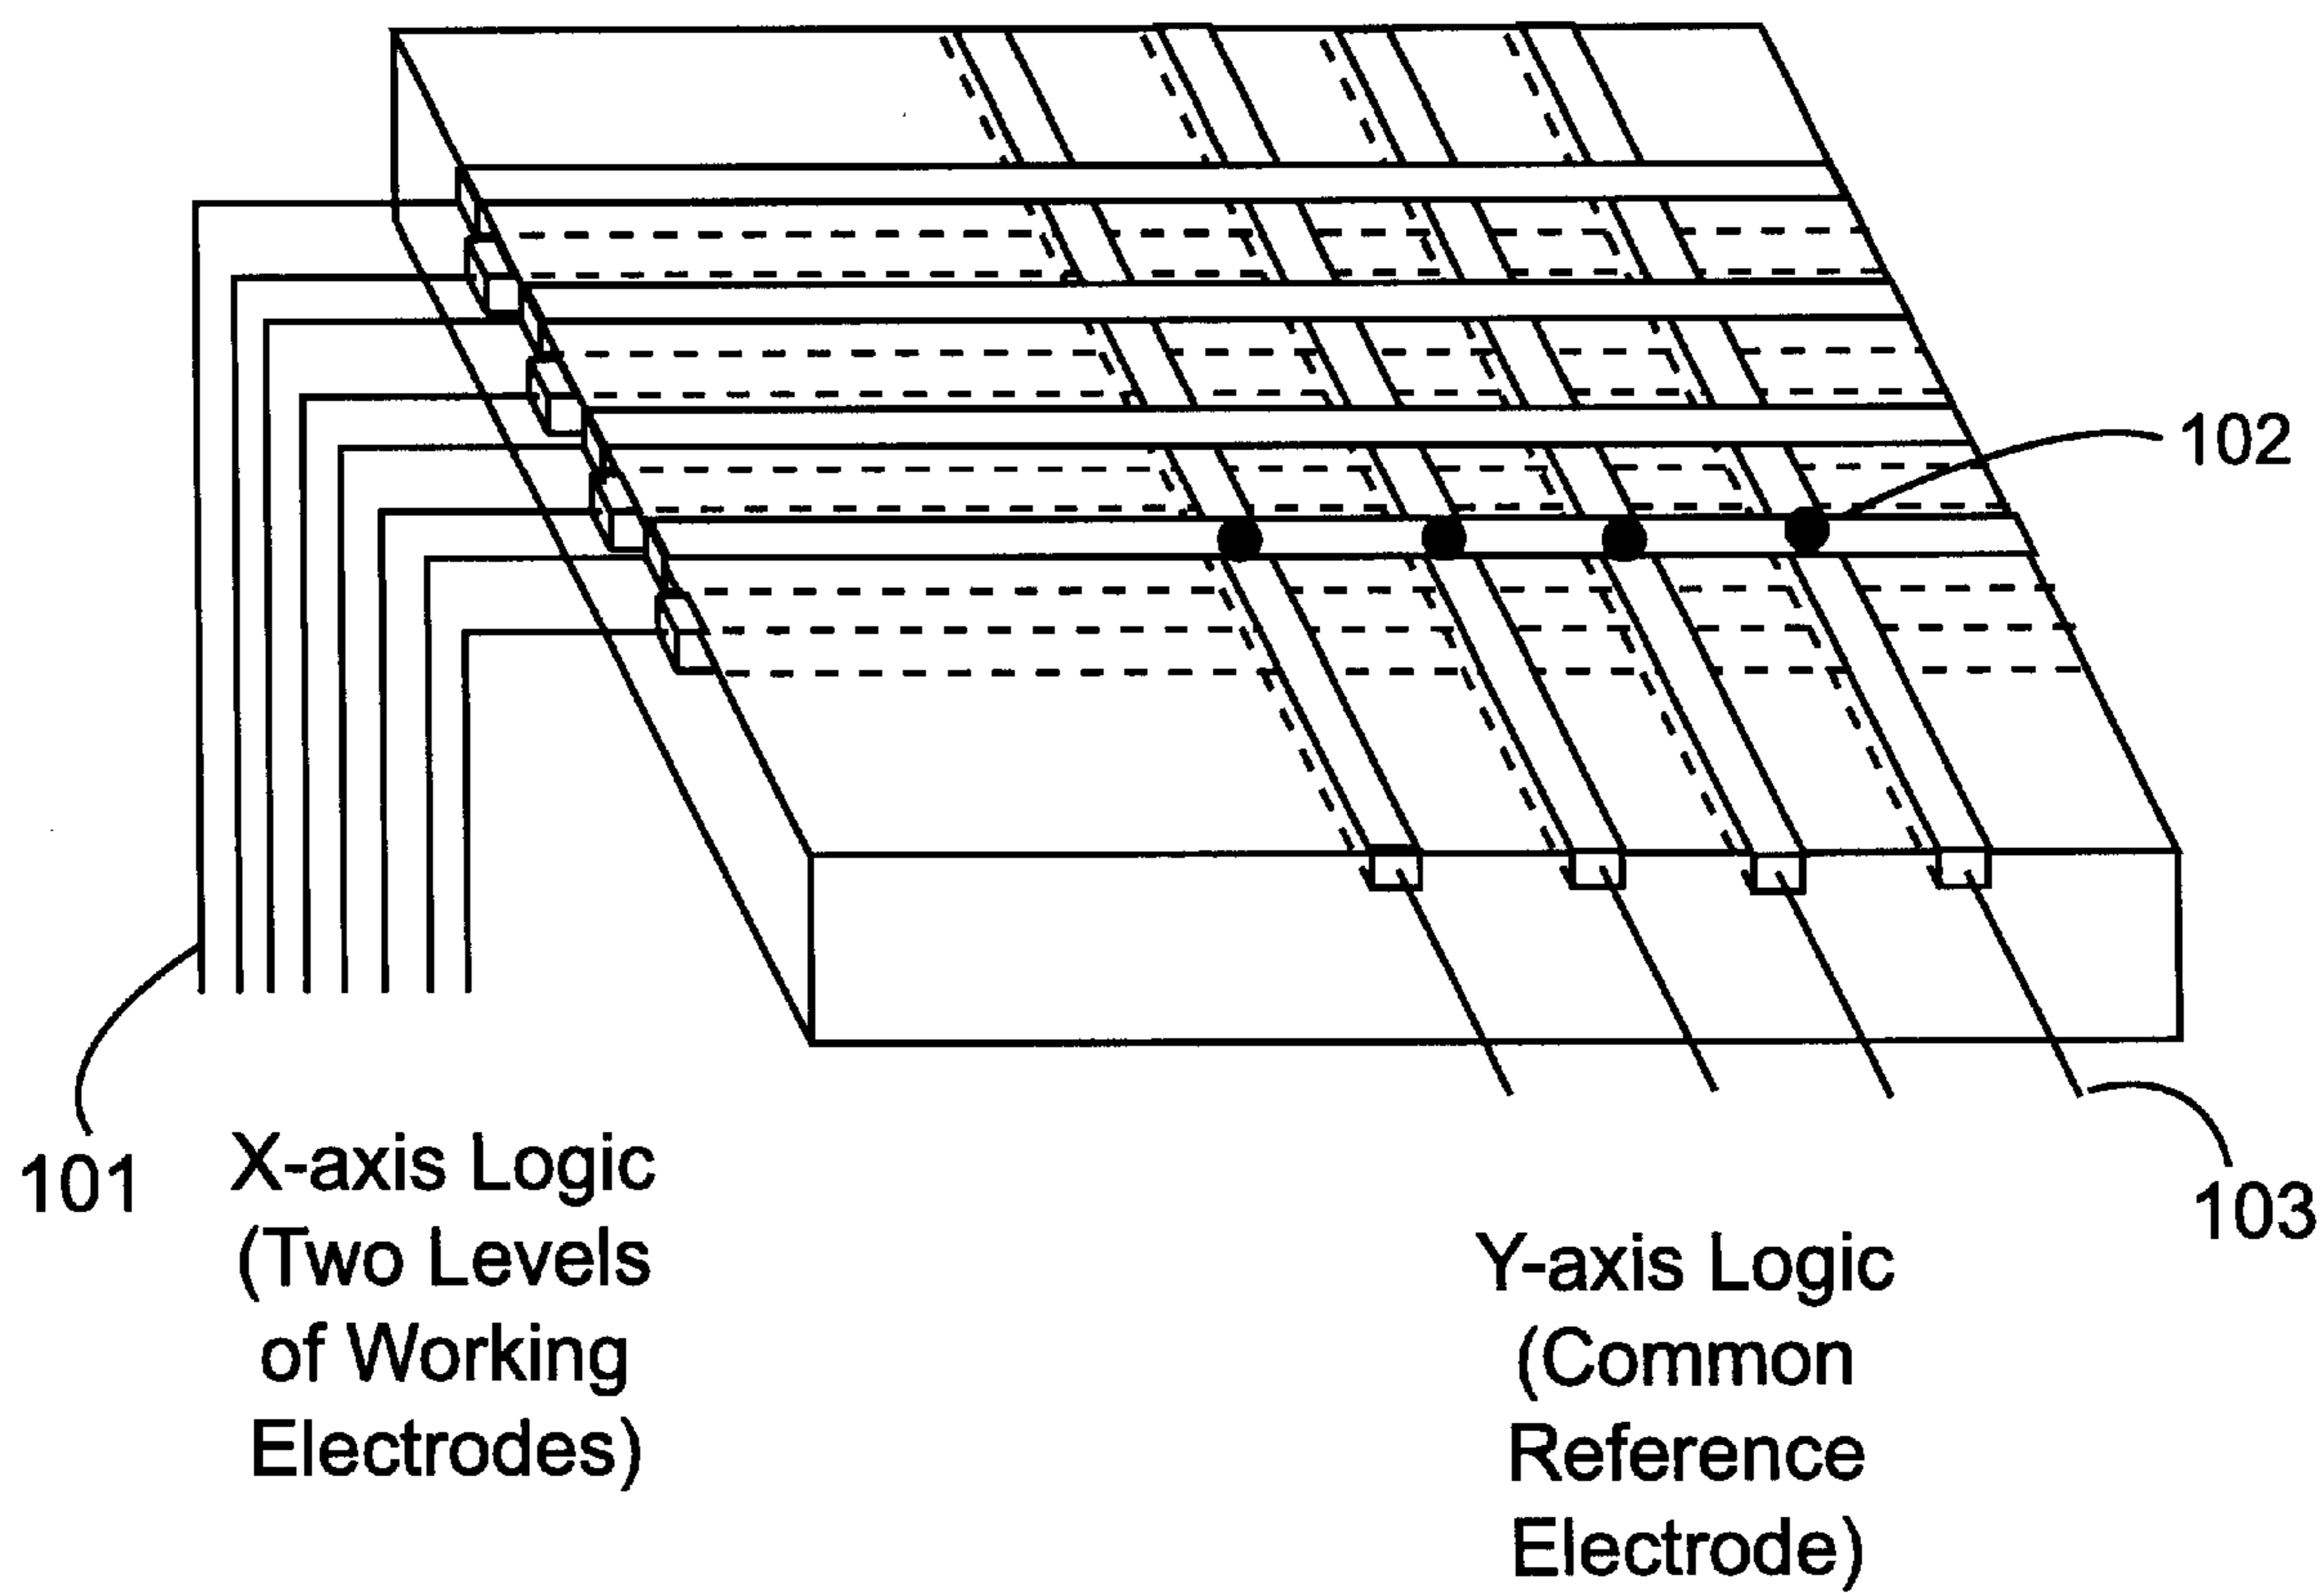 102
101
X-axis Logic
(Two Levels
of Working
Electrodes)
103
Y-axis Logic
(Common
Reference
Electrode)